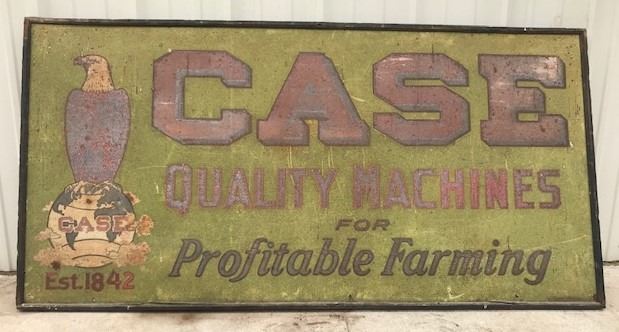 CASE
QUALITY MACHINES
FOR
Profitable Farming
CASE
Est. 1842